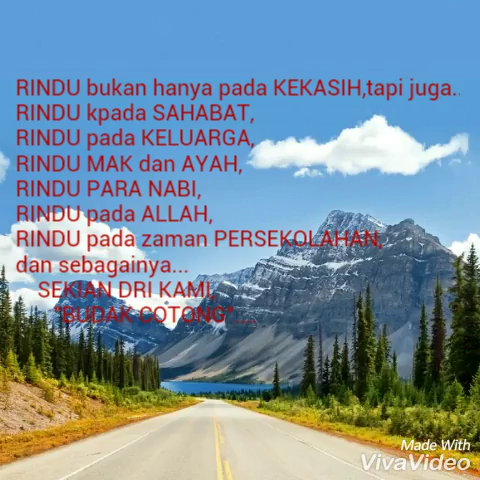 RINDU bukan hanya pada KEKASIH,tapi juga..
RINDU kpada SAHABAT,
RINDU pada KELUARGA,
RINDU MAK dan AYAH,
RINDU PARA NABI,
RINDU pada ALLAH,
RINDU pada zaman PERSEKOLAHAN,
dan sebagainya...
SEKIAN DRI KAMI,
"BUDAK COTONG"....
Made With
VivaVideo